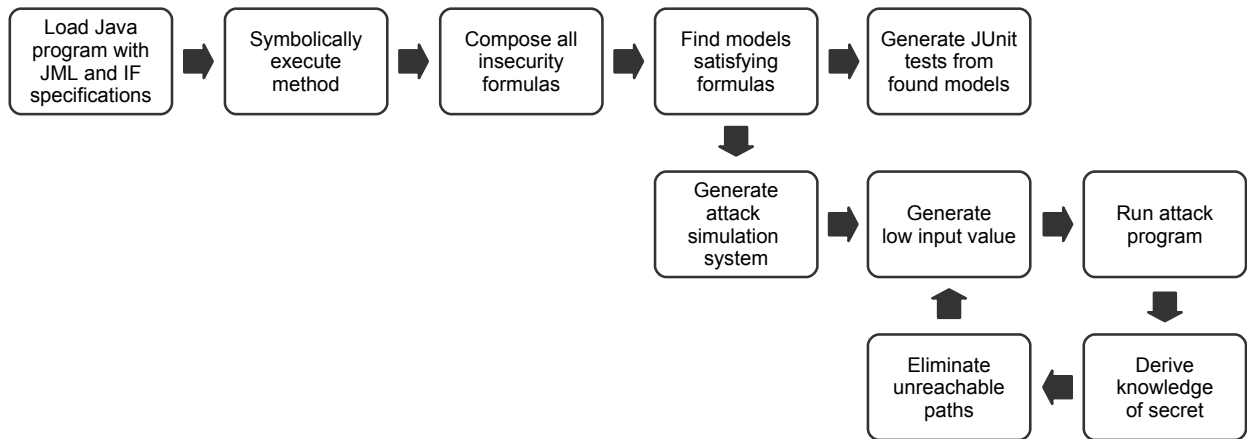 Load Java
program with
JML and IF
specifications
Symbolically
execute
method
Compose all
insecurity
formulas
Find models
satisfying
formulas
Generate JUnit
tests from
found models
Generate
attack
simulation
system
Generate
low input value
Run attack
program
Eliminate
unreachable
paths
Derive
knowledge
of secret